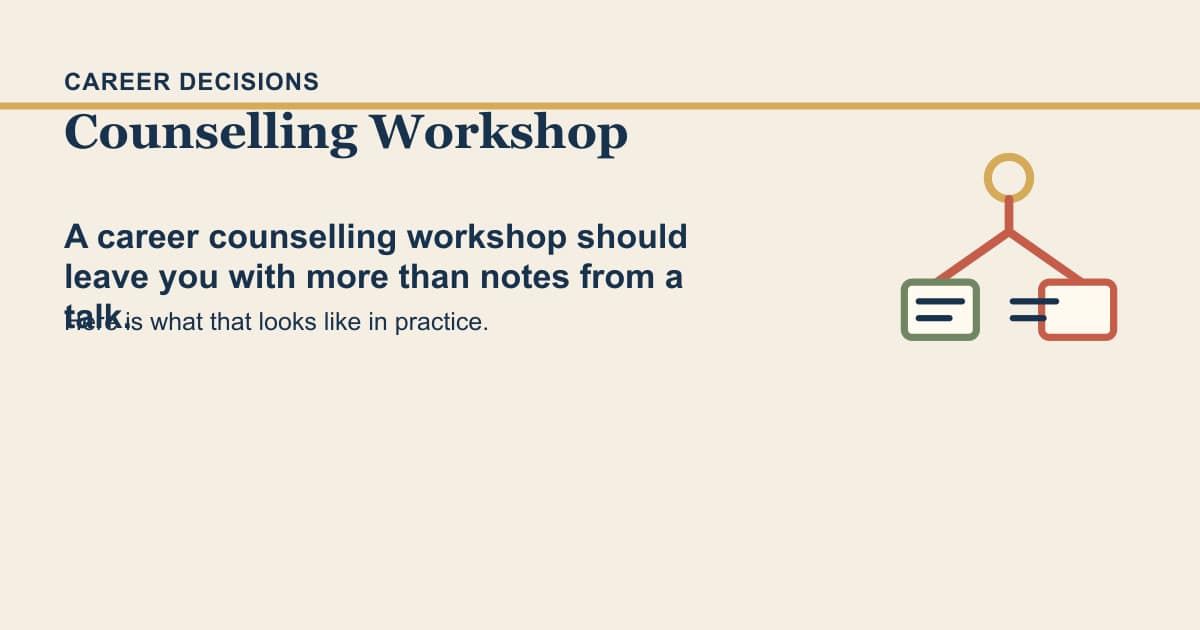 CAREER DECISIONS
Counselling Workshop
A career counselling workshop should
leave you with more than notes from a
talk.
Here is what that looks like in practice.